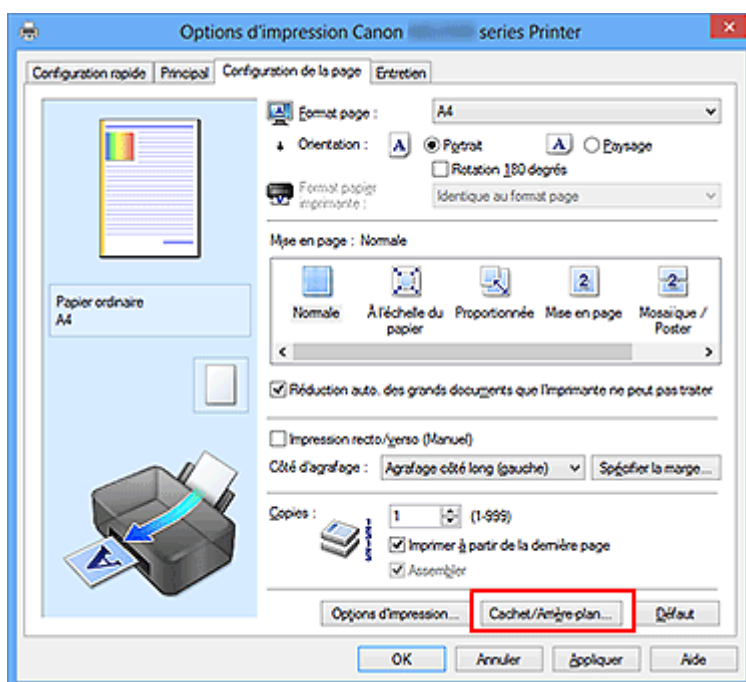 Options d'impression Canon series Printer
Configuration rapide Principal Configuration de la page Entretien
Format page : A4
Orientation : A Portrait A Paysage
Rotation 180 degrés
Format papier imprimante : Identique au format page
Mise en page : Normale
Normale À l'échelle du papier Proportionnée Mise en page Mosaïque / Poster
Papier ordinaire
A4
Réduction auto. des grands documents que l'imprimante ne peut pas traiter
Impression recto/verso (Manuel)
Côté d'agrafage : Agrafage côté long (gauche) Spécifier la marge...
Copies : 1 (1-999)
Imprimer à partir de la dernière page
Assembler
Options d'impression... Cachet/Arrière-plan... Défaut
OK Annuler Appliquer Aide